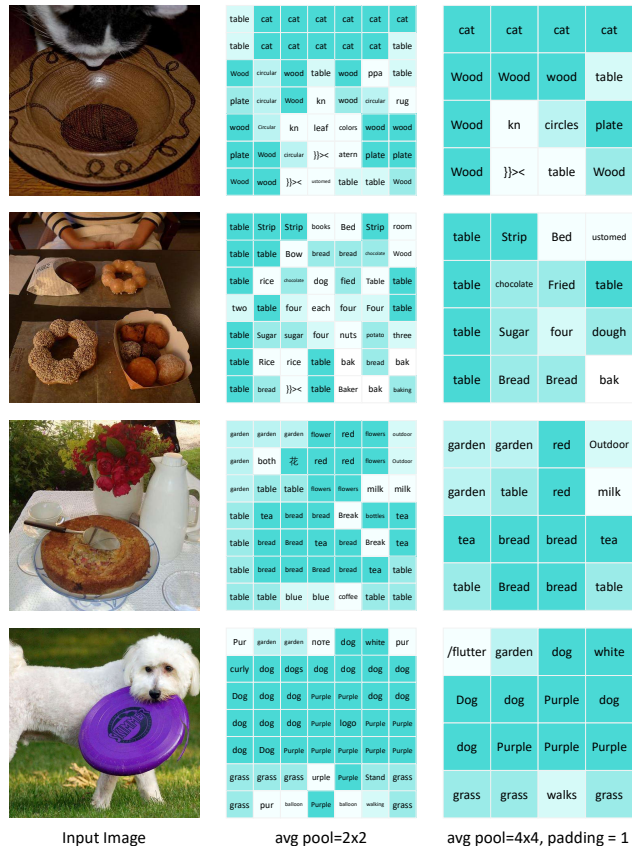 table cat cat cat cat cat cat
table cat cat cat cat cat table
Wood circular wood table wood ppa table
plate circular Wood kn wood circular rug
wood Circular kn leaf colors wood wood
plate Wood circular }}>< atern plate plate
Wood wood }}>< ustomed table table Wood
cat cat cat cat
Wood Wood wood table
Wood kn circles plate
Wood }}>< table Wood
table Strip Strip books Bed Strip room
table table Bow bread bread chocolate Wood
table rice chocolate dog fied Table table
two table four each four Four table
table Sugar sugar four nuts potato three
table Rice rice table bak bread bak
table bread }}>< table Baker bak baking
table Strip Bed ustomed
table chocolate Fried table
table Sugar four dough
table Bread Bread bak
garden garden garden flower red flowers outdoor
garden both 花 red red flowers Outdoor
garden table table flowers flowers milk milk
table tea bread bread Break bottles tea
table Bread Bread tea bread Break tea
table Bread Bread Bread bread tea table
table table blue blue coffee table table
garden garden red Outdoor
garden table red milk
tea bread bread tea
table Bread bread table
Pur garden garden ποτε dog white pur
curly dog dogs dog dog dog dog
Dog dog dog Purple Purple dog dog
dog dog dog Purple logo Purple Purple
dog Dog Purple Purple Purple Purple Purple
grass grass grass urple Purple Stand grass
grass pur balloon Purple balloon walking grass
/flutter garden dog white
Dog dog Purple dog
dog Purple Purple Purple
grass grass walks grass
Input Image avg pool=2x2 avg pool=4x4, padding = 1